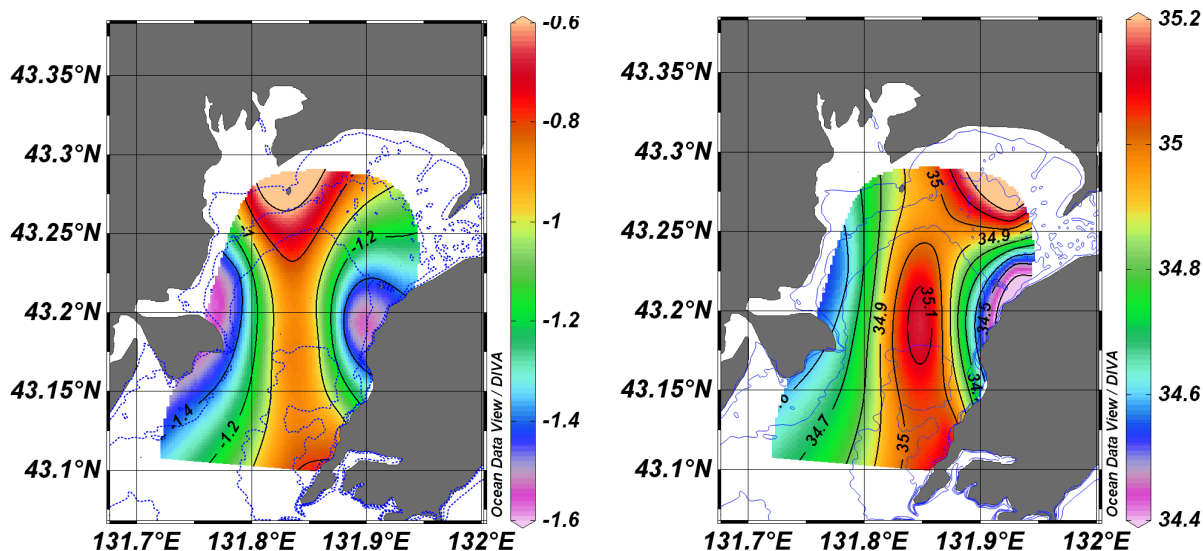 43.35°N
43.3°N
43.25°N
43.2°N
43.15°N
43.1°N
131.7°E 131.8°E 131.9°E 132°E
-1.2
-1.4
-1.2
Ocean Data View / DIVA
-0.6
-0.8
-1
-1.2
-1.4
-1.6
43.35°N
43.3°N
43.25°N
43.2°N
43.15°N
43.1°N
131.7°E 131.8°E 131.9°E 132°E
35
34.9
35.1
34.9
34.5
34.7
35
Ocean Data View / DIVA
35.2
35
34.8
34.6
34.4